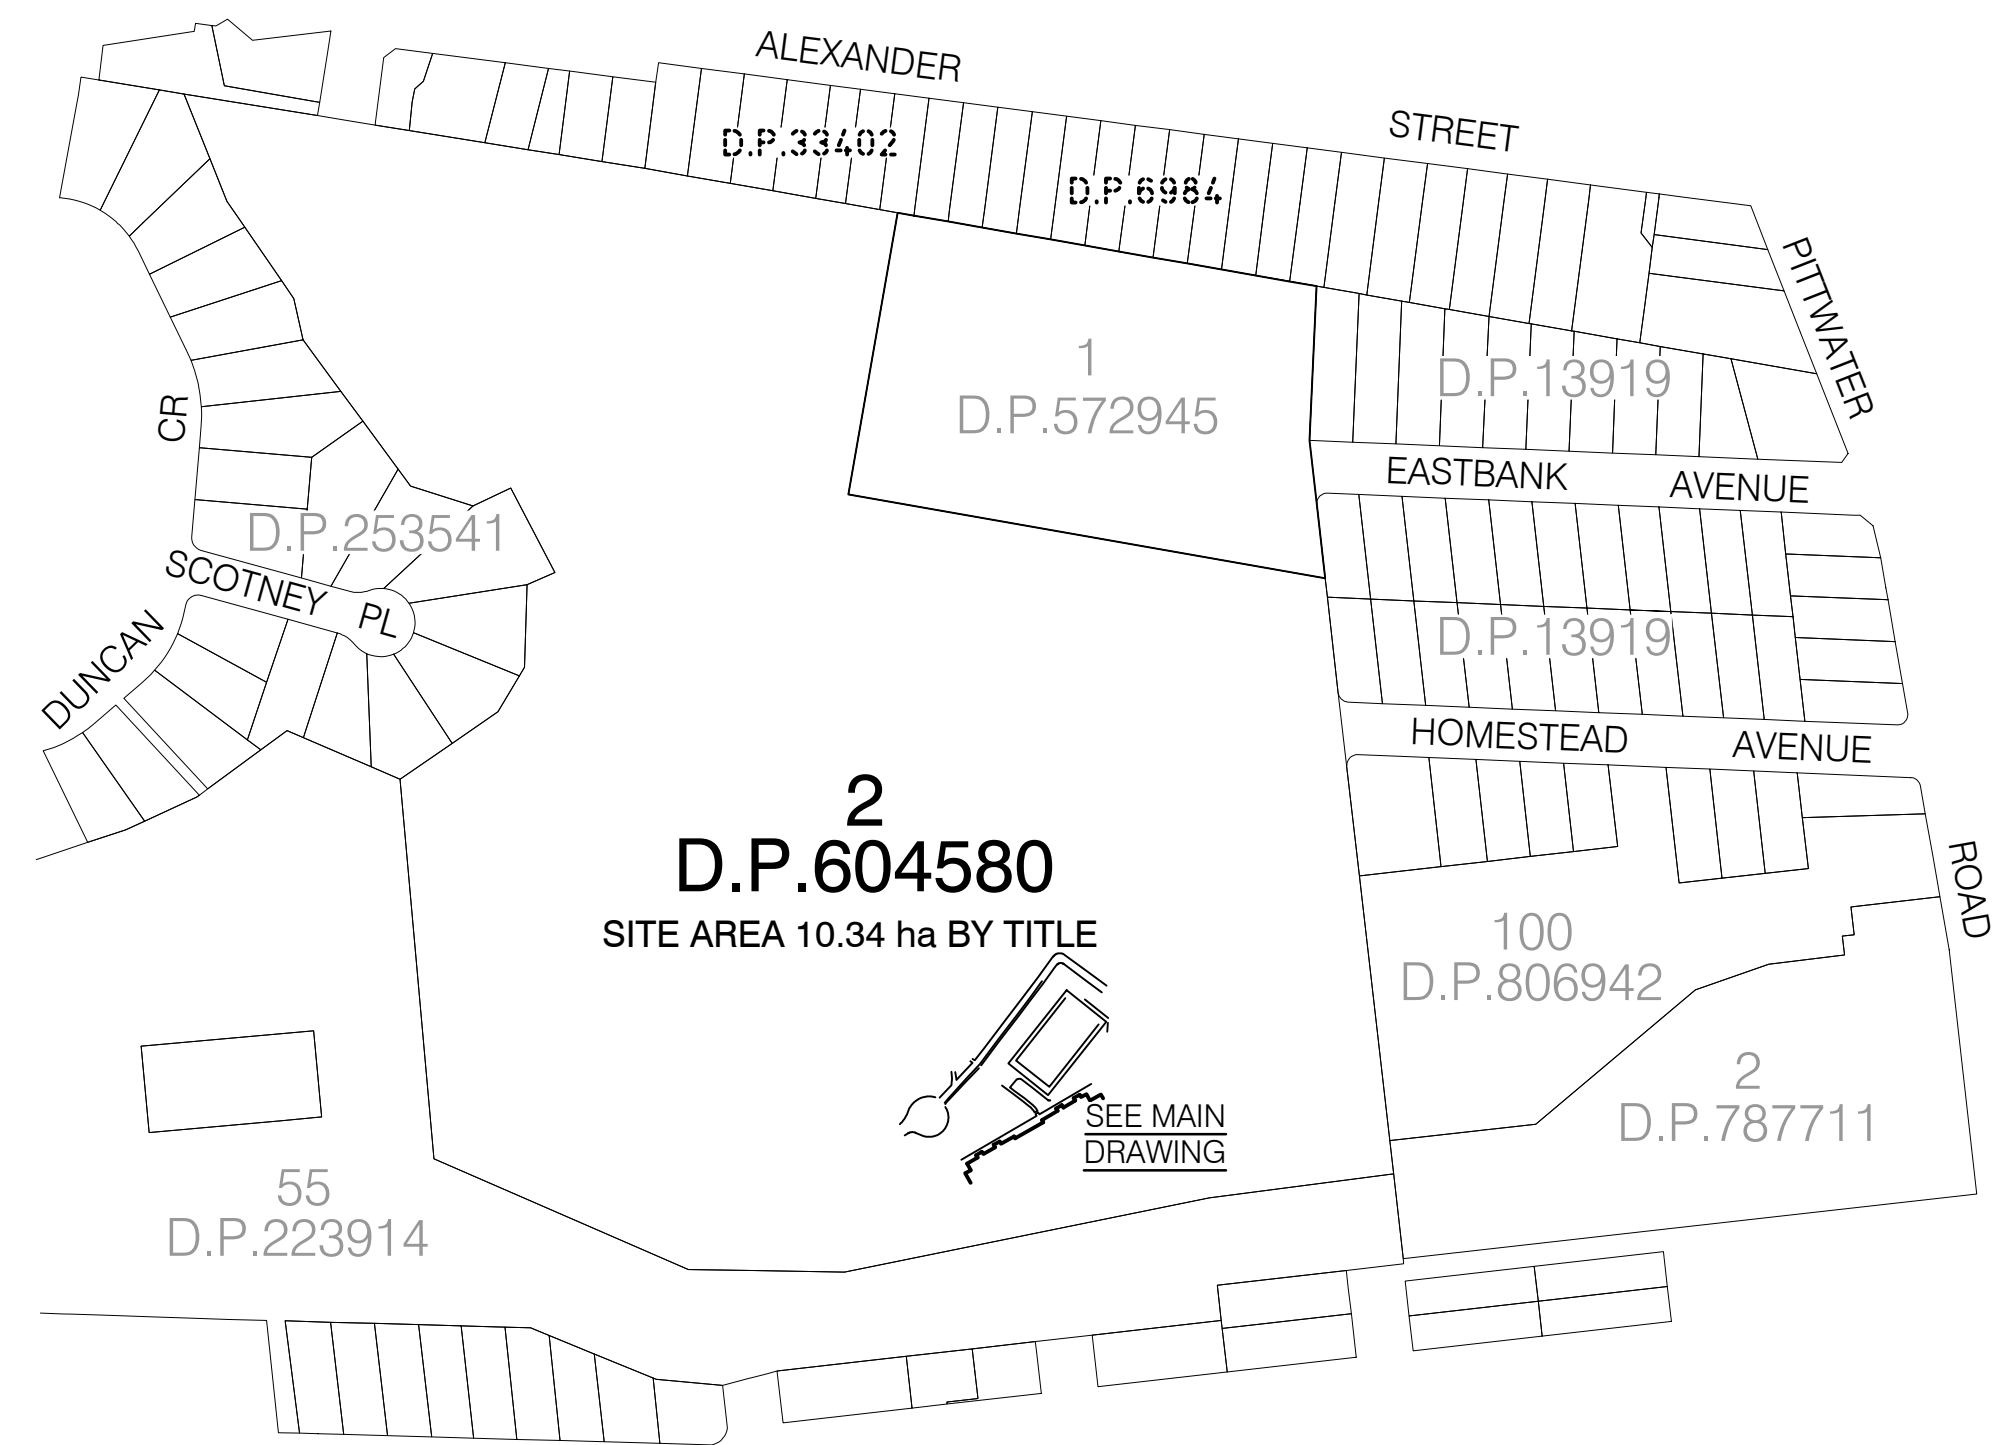 ALEXANDER
STREET
D.P.33402
D.P.6984
PITTWATER
1
D.P.572945
D.P.13919
CR
EASTBANK AVENUE
D.P.253541
SCOTNEY PL
DUNCAN
D.P.13919
HOMESTEAD AVENUE
2
D.P.604580
SITE AREA 10.34 ha BY TITLE
ROAD
100
D.P.806942
2
D.P.787711
SEE MAIN
DRAWING
55
D.P.223914